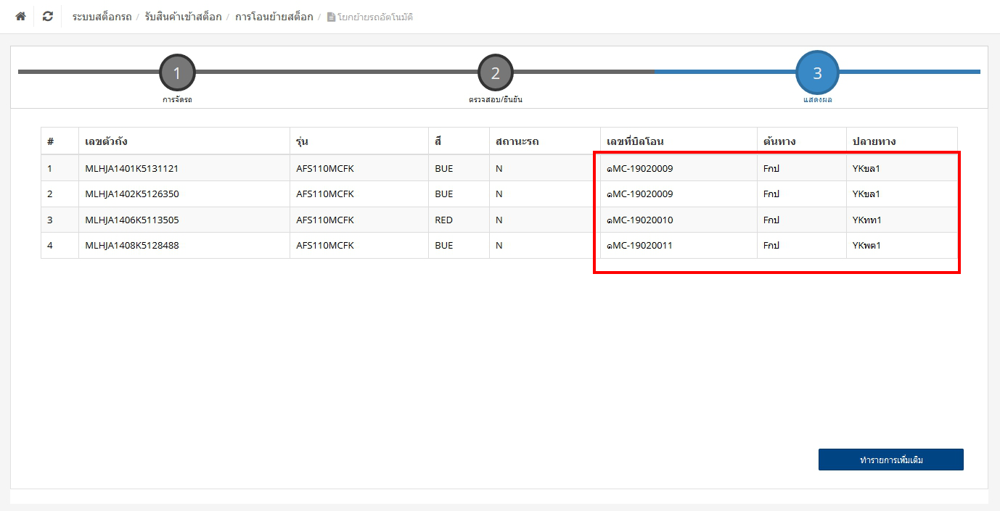 ระบบสต็อกรถ / รับสินค้าเข้าสต็อก / การโอนย้ายสต็อก / โยกย้ายรถอัตโนมัติ
1 2 3
การจัดรถ ตรวจสอบ/ยืนยัน แสดงผล
# เลขตัวถัง รุ่น สี สถานะรถ เลขที่บิลโอน ต้นทาง ปลายทาง
1 MLHJA1401K5131121 AFS110MCFK BUE N ๑MC-19020009 Fกป YKขล1
2 MLHJA1402K5126350 AFS110MCFK BUE N ๑MC-19020009 Fกป YKขล1
3 MLHJA1406K5113505 AFS110MCFK RED N ๑MC-19020010 Fกป YKทท1
4 MLHJA1408K5128488 AFS110MCFK BUE N ๑MC-19020011 Fกป YKพต1
ทำรายการเพิ่มเติม